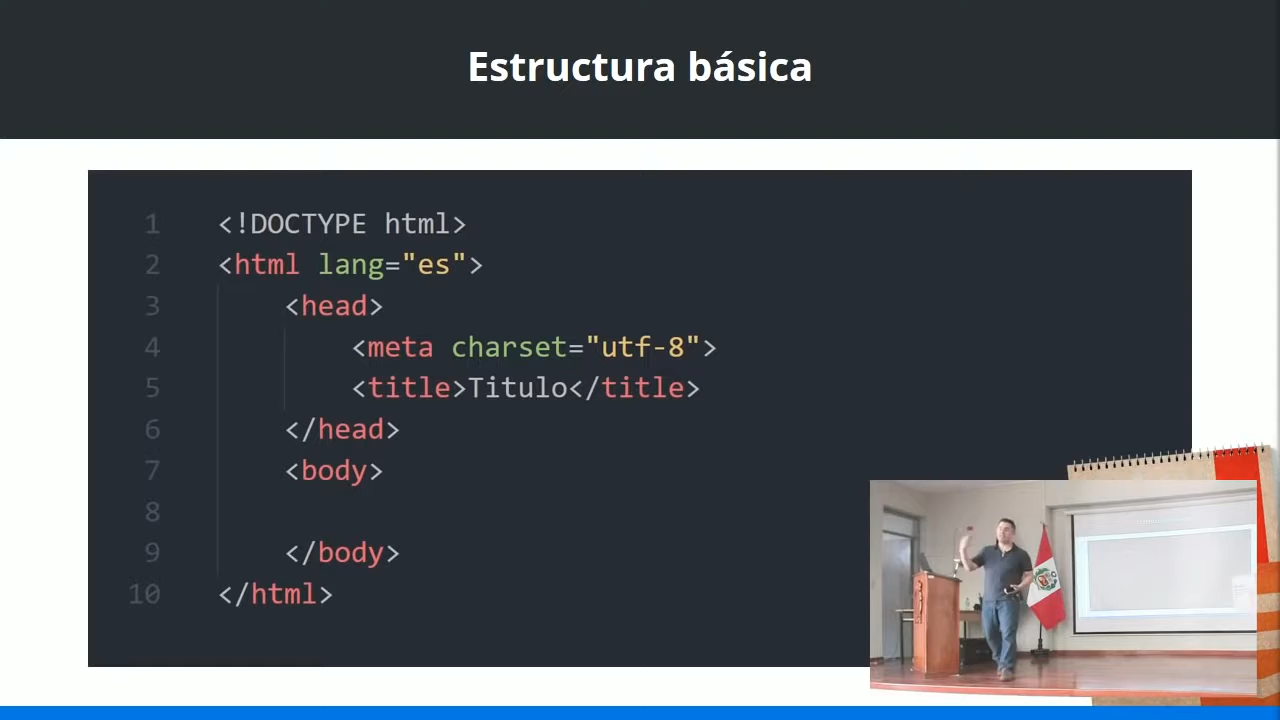 Estructura básica
1 <!DOCTYPE html>
2 <html lang="es">
3 <head>
4 <meta charset="utf-8">
5 <title>Titulo</title>
6 </head>
7 <body>
8
9 </body>
10 </html>